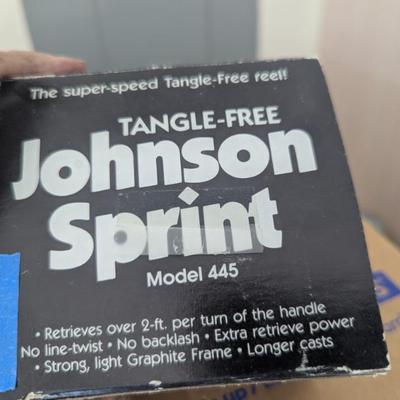 The super-speed Tangle-Free reel!
TANGLE-FREE
Johnson
Sprint
Model 445
• Retrieves over 2-ft. per turn of the handle
No line-twist • No backlash • Extra retrieve power
• Strong, light Graphite Frame • Longer casts